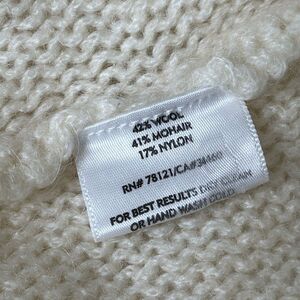 42% WOOL
41% MOHAIR
17% NYLON
RN# 78121/CA#34460
FOR BEST RESULTS DRY CLEAN
OR HAND WASH COLD